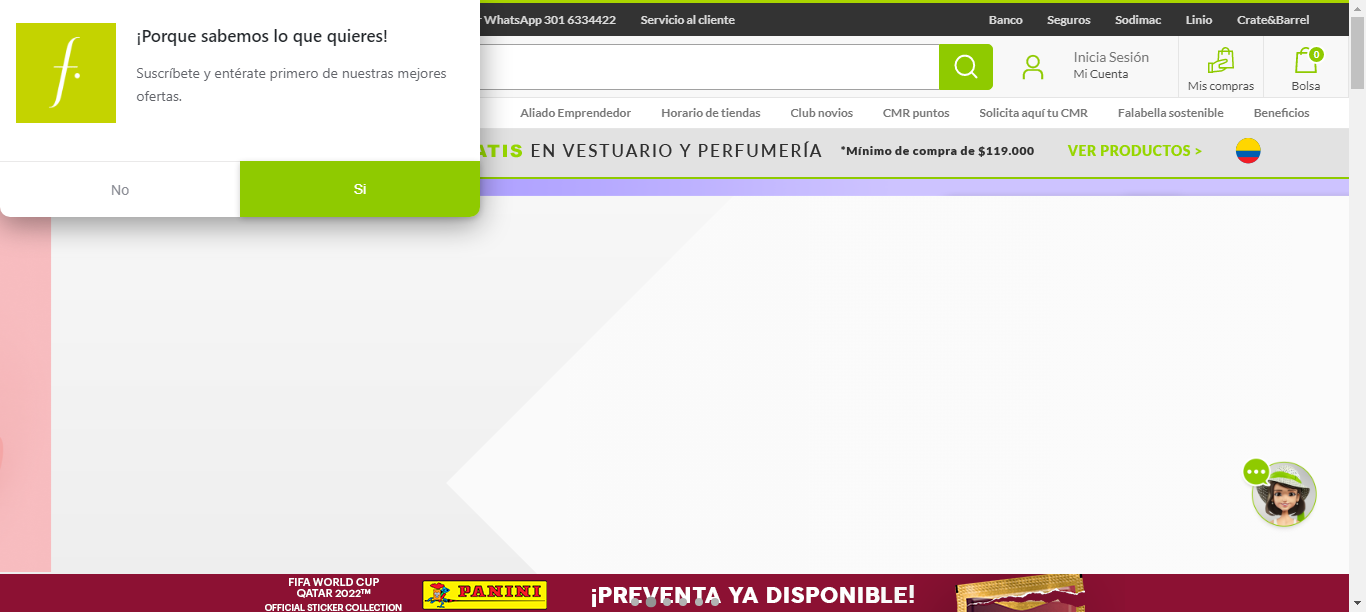 ¡Porque sabemos lo que quieres!
Suscríbete y entérate primero de nuestras mejores
ofertas.
No
Si
WhatsApp 301 6334422
Servicio al cliente
Banco
Seguros
Sodimac
Linio
Crate&Barrel
Inicia Sesión
Mi Cuenta
Mis compras
0
Bolsa
Aliado Emprendedor
Horario de tiendas
Club novios
CMR puntos
Solicita aquí tu CMR
Falabella sostenible
Beneficios
ATIS EN VESTUARIO Y PERFUMERÍA *Mínimo de compra de $119.000 VER PRODUCTOS >
FIFA WORLD CUP
QATAR 2022™
OFFICIAL STICKER COLLECTION
PANINI
¡PREVENTA YA DISPONIBLE!